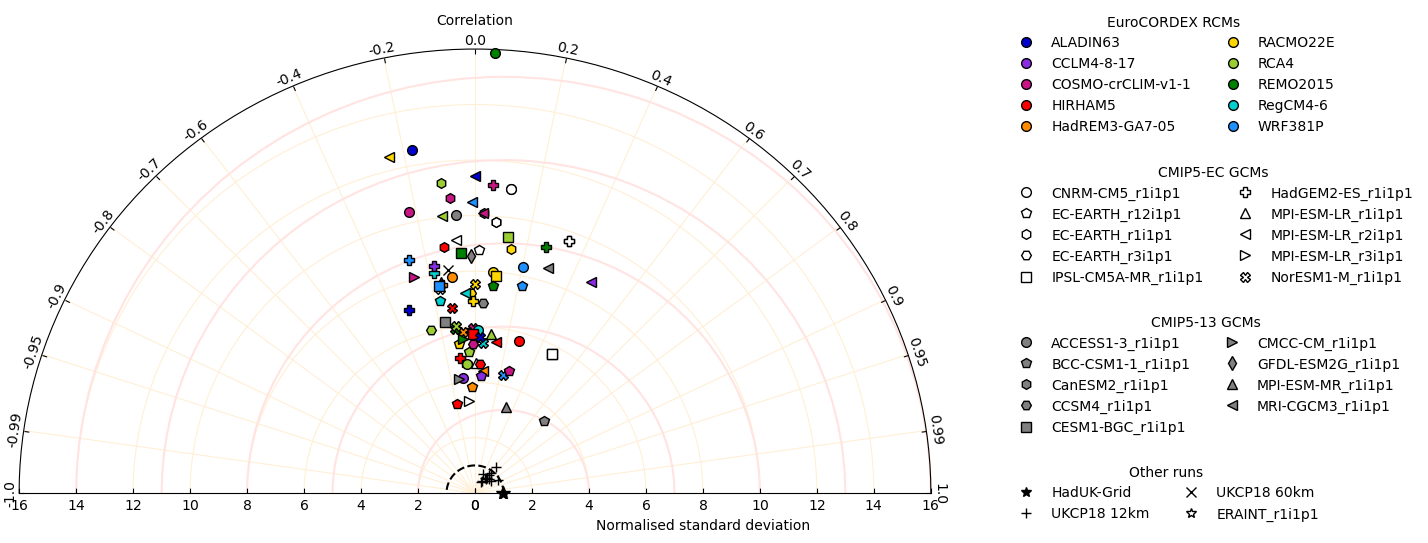 Correlation
0.0
-0.2
0.2
-0.4
0.4
-0.6
0.6
-0.7
0.7
-0.8
0.8
-0.9
0.9
-0.95
0.95
-0.99
0.99
-1.0
1.0
16 14 12 10 8 6 4 2 0 2 4 6 8 10 12 14 16
Normalised standard deviation
EuroCORDEX RCMs
ALADIN63 RACMO22E
CCLM4-8-17 RCA4
COSMO-crCLIM-v1-1 REMO2015
HIRHAM5 RegCM4-6
HadREM3-GA7-05 WRF381P
CMIP5-EC GCMs
CNRM-CM5_r1i1p1 HadGEM2-ES_r1i1p1
EC-EARTH_r12i1p1 MPI-ESM-LR_r1i1p1
EC-EARTH_r1i1p1 MPI-ESM-LR_r2i1p1
EC-EARTH_r3i1p1 MPI-ESM-LR_r3i1p1
IPSL-CM5A-MR_r1i1p1 NorESM1-M_r1i1p1
CMIP5-13 GCMs
ACCESS1-3_r1i1p1 CMCC-CM_r1i1p1
BCC-CSM1-1_r1i1p1 GFDL-ESM2G_r1i1p1
CanESM2_r1i1p1 MPI-ESM-MR_r1i1p1
CCSM4_r1i1p1 MRI-CGCM3_r1i1p1
CESM1-BGC_r1i1p1
Other runs
HadUK-Grid UKCP18 60km
UKCP18 12km ERAINT_r1i1p1